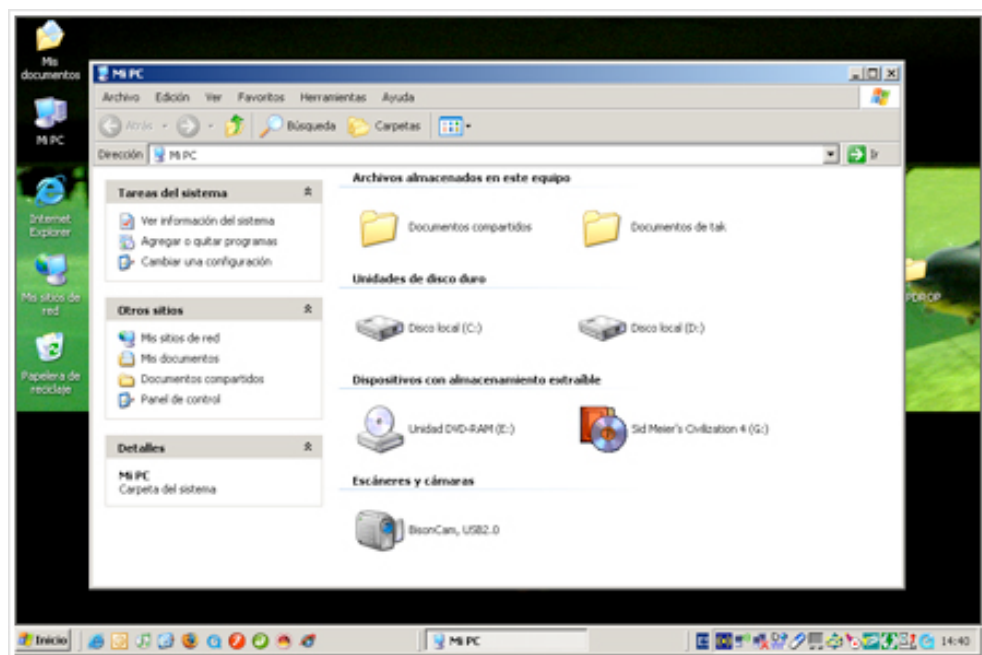 Mis
documentos
Mi PC
Internet
Explorer
Mis sitios de
red
Papelera de
reciclaje
PDROP
Mi PC
Archivo Edición Ver Favoritos Herramientas Ayuda
Atrás Búsqueda Carpetas
Dirección Mi PC Ir
Tareas del sistema
Ver información del sistema
Agregar o quitar programas
Cambiar una configuración
Otros sitios
Mis sitios de red
Mis documentos
Documentos compartidos
Panel de control
Detalles
Mi PC
Carpeta del sistema
Archivos almacenados en este equipo
Documentos compartidos Documentos de tak
Unidades de disco duro
Disco local (C:) Disco local (D:)
Dispositivos con almacenamiento extraíble
Unidad DVD-RAM (E:) Sid Meier's Civilization 4 (G:)
Escáneres y cámaras
BisonCam, USB2.0
Inicio Mi PC 14:40